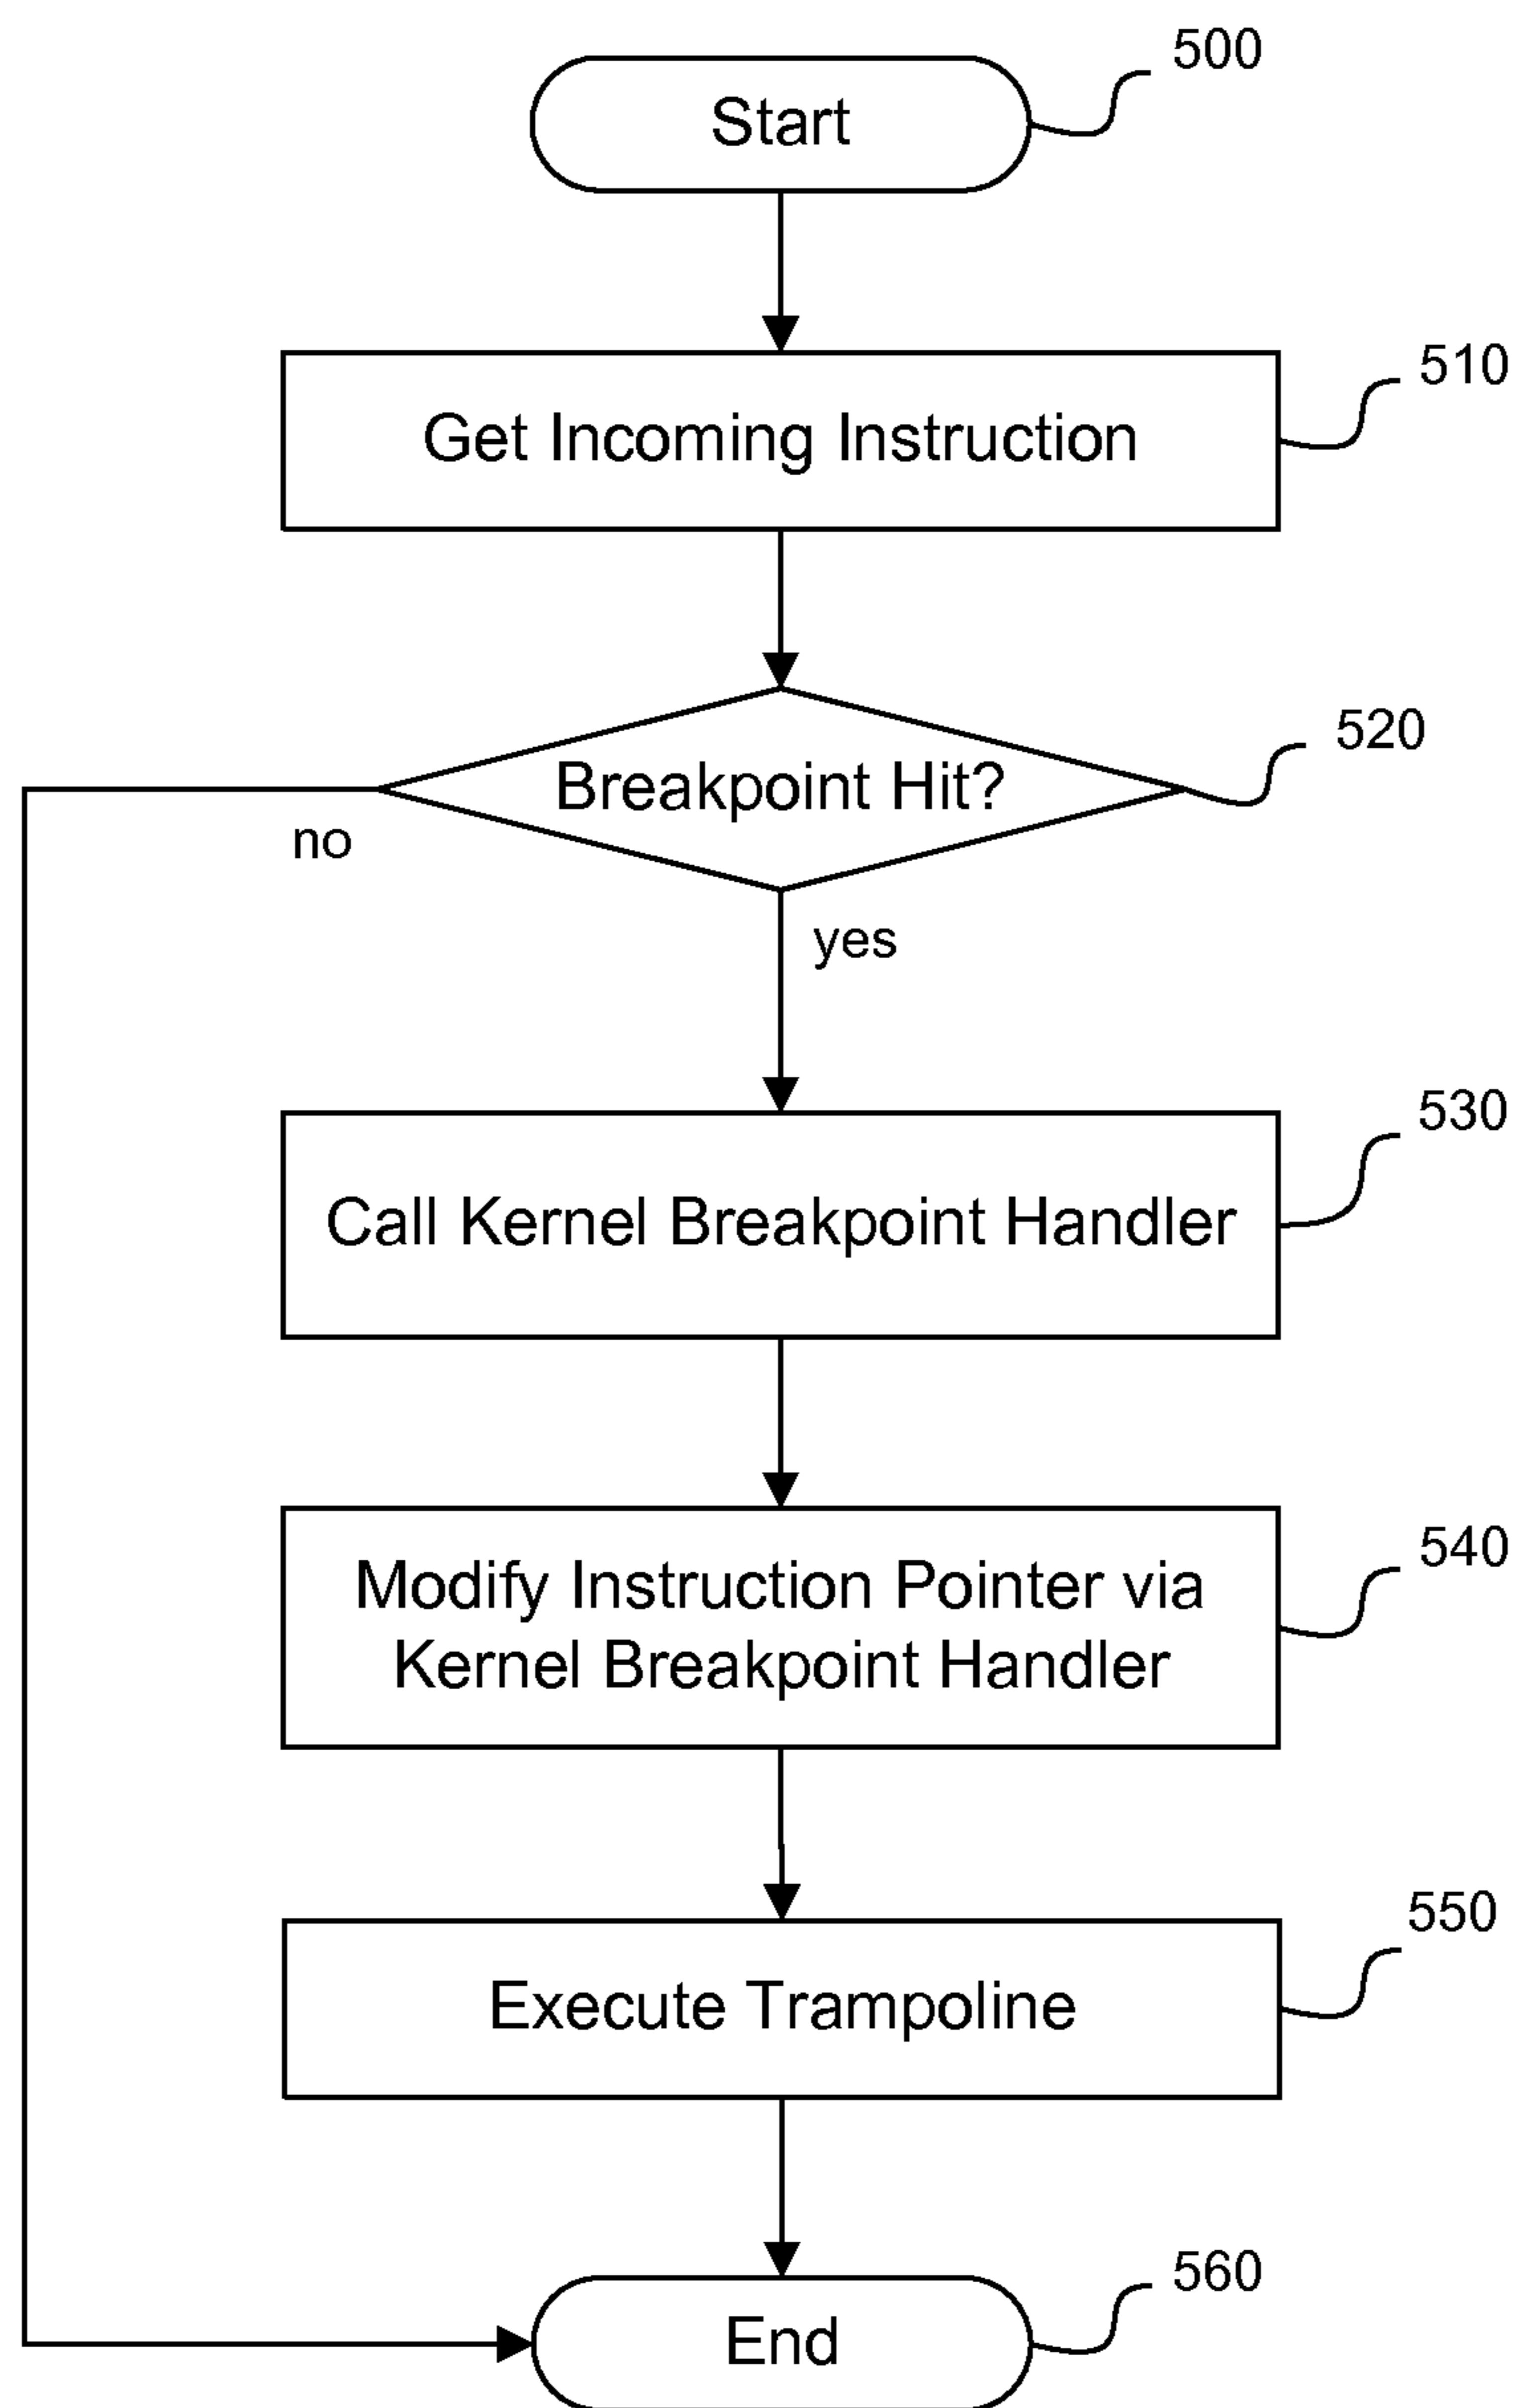 500
Start
510
Get Incoming Instruction
520
Breakpoint Hit?
no
yes
530
Call Kernel Breakpoint Handler
540
Modify Instruction Pointer via
Kernel Breakpoint Handler
550
Execute Trampoline
560
End